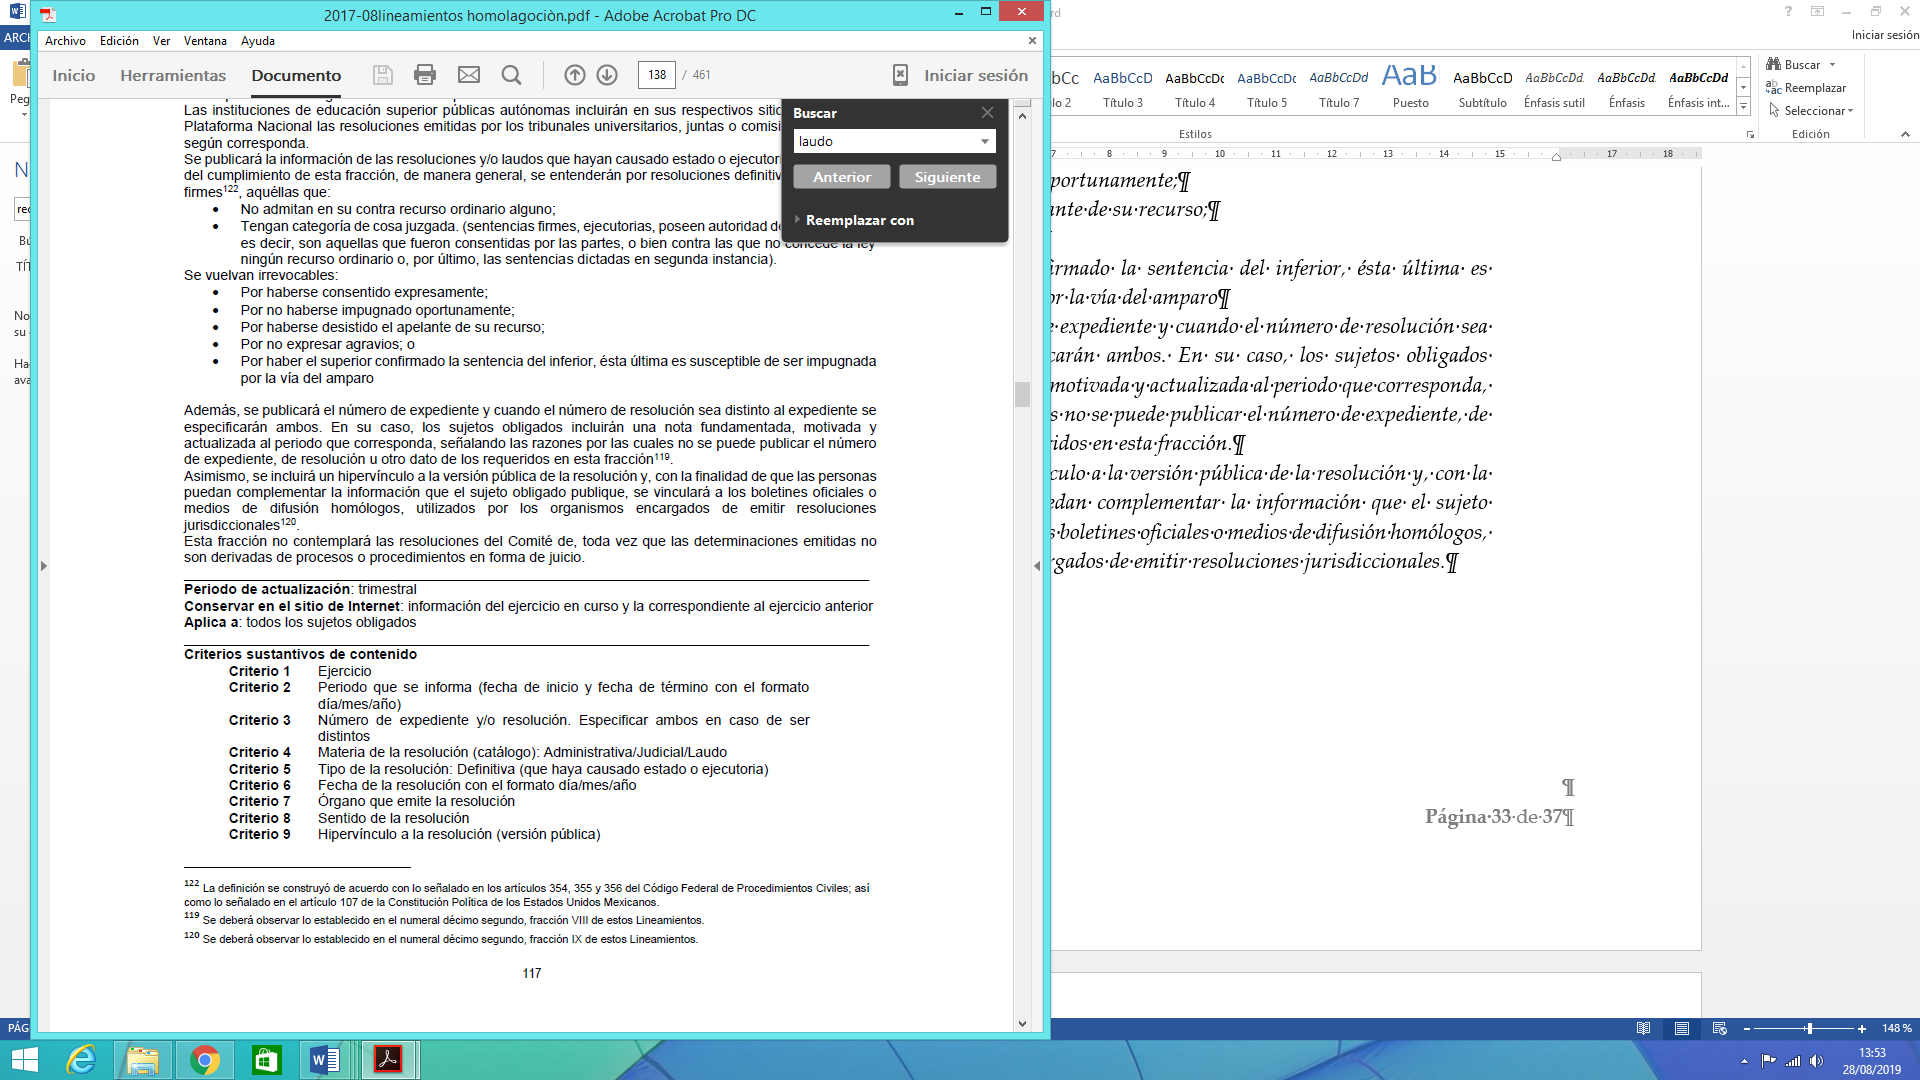 2017-08lineamientos homolagociòn.pdf - Adobe Acrobat Pro DC
Archivo Edición Ver Ventana Ayuda
Inicio Herramientas Documento 138 / 461 Iniciar sesión
Las instituciones de educación superior públicas autónomas incluirán en sus respectivos
Plataforma Nacional las resoluciones emitidas por los tribunales universitarios, juntas o
según corresponda.
Se publicará la información de las resoluciones y/o laudos que hayan causado estado o
del cumplimiento de esta fracción, de manera general, se entenderán por resoluciones
firmes122, aquéllas que:
• No admitan en su contra recurso ordinario alguno;
• Tengan categoría de cosa juzgada. (sentencias firmes, ejecutorias, poseen autoridad
es decir, son aquellas que fueron consentidas por las partes, o bien contra las que no concede la ley
ningún recurso ordinario o, por último, las sentencias dictadas en segunda instancia).
Se vuelvan irrevocables:
• Por haberse consentido expresamente;
• Por no haberse impugnado oportunamente;
• Por haberse desistido el apelante de su recurso;
• Por no expresar agravios; o
• Por haber el superior confirmado la sentencia del inferior, ésta última es susceptible de ser impugnada
por la vía del amparo
Además, se publicará el número de expediente y cuando el número de resolución sea distinto al expediente se
especificarán ambos. En su caso, los sujetos obligados incluirán una nota fundamentada, motivada y
actualizada al periodo que corresponda, señalando las razones por las cuales no se puede publicar el número
de expediente, de resolución u otro dato de los requeridos en esta fracción119.
Asimismo, se incluirá un hipervínculo a la versión pública de la resolución y, con la finalidad de que las personas
puedan complementar la información que el sujeto obligado publique, se vinculará a los boletines oficiales o
medios de difusión homólogos, utilizados por los organismos encargados de emitir resoluciones
jurisdiccionales120.
Esta fracción no contemplará las resoluciones del Comité de, toda vez que las determinaciones emitidas no
son derivadas de procesos o procedimientos en forma de juicio.
Periodo de actualización: trimestral
Conservar en el sitio de Internet: información del ejercicio en curso y la correspondiente al ejercicio anterior
Aplica a: todos los sujetos obligados
Criterios sustantivos de contenido
Criterio 1 Ejercicio
Criterio 2 Periodo que se informa (fecha de inicio y fecha de término con el formato
día/mes/año)
Criterio 3 Número de expediente y/o resolución. Especificar ambos en caso de ser
distintos
Criterio 4 Materia de la resolución (catálogo): Administrativa/Judicial/Laudo
Criterio 5 Tipo de la resolución: Definitiva (que haya causado estado o ejecutoria)
Criterio 6 Fecha de la resolución con el formato día/mes/año
Criterio 7 Órgano que emite la resolución
Criterio 8 Sentido de la resolución
Criterio 9 Hipervínculo a la resolución (versión pública)
122 La definición se construyó de acuerdo con lo señalado en los artículos 354, 355 y 356 del Código Federal de Procedimientos Civiles; así
como lo señalado en el artículo 107 de la Constitución Política de los Estados Unidos Mexicanos.
119 Se deberá observar lo establecido en el numeral décimo segundo, fracción VIII de estos Lineamientos.
120 Se deberá observar lo establecido en el numeral décimo segundo, fracción IX de estos Lineamientos.
117
Buscar
laudo
Anterior Siguiente
Reemplazar con
Iniciar sesión
AaBbCcD AaBbCcDc AaBbCcDc AaBbCcDd AaB AaBbCcD AaBbCcDd. AaBbCcDd. AaBbCcDd
Título 3 Título 4 Título 5 Título 7 Puesto Subtítulo Énfasis sutil Énfasis Énfasis int...
Estilos
Buscar
Reemplazar
Seleccionar
Edición
7 8 9 10 11 12 13 14 15 17 18
portunamente;¶
ante·de·su·recurso;¶
irmado· la· sentencia· del· inferior,· ésta· última· es·
or·la·vía·del·amparo¶
e·expediente·y·cuando·el·número·de·resolución·sea·
carán· ambos.· En· su· caso,· los· sujetos· obligados·
motivada·y·actualizada·al·periodo·que·corresponda,·
s·no·se·puede·publicar·el·número·de·expediente,·de·
ridos·en·esta·fracción.¶
culo·a·la·versión·pública·de·la·resolución·y,·con·la·
edan· complementar· la· información· que· el· sujeto·
s·boletines·oficiales·o·medios·de·difusión·homólogos,·
rgados·de·emitir·resoluciones·jurisdiccionales.¶
¶
Página·33·de·37¶
148 %
13:53
28/08/2019